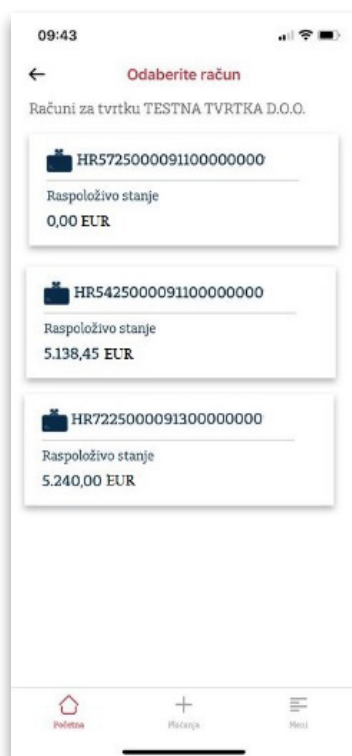 09:43
Odaberite račun
Računi za tvrtku TESTNA TVRTKA D.O.O.
HR5725000091100000000
Raspoloživo stanje
0,00 EUR
HR5425000091100000000
Raspoloživo stanje
5.138,45 EUR
HR7225000091300000000
Raspoloživo stanje
5.240,00 EUR
Početna
Plaćanja
Meni